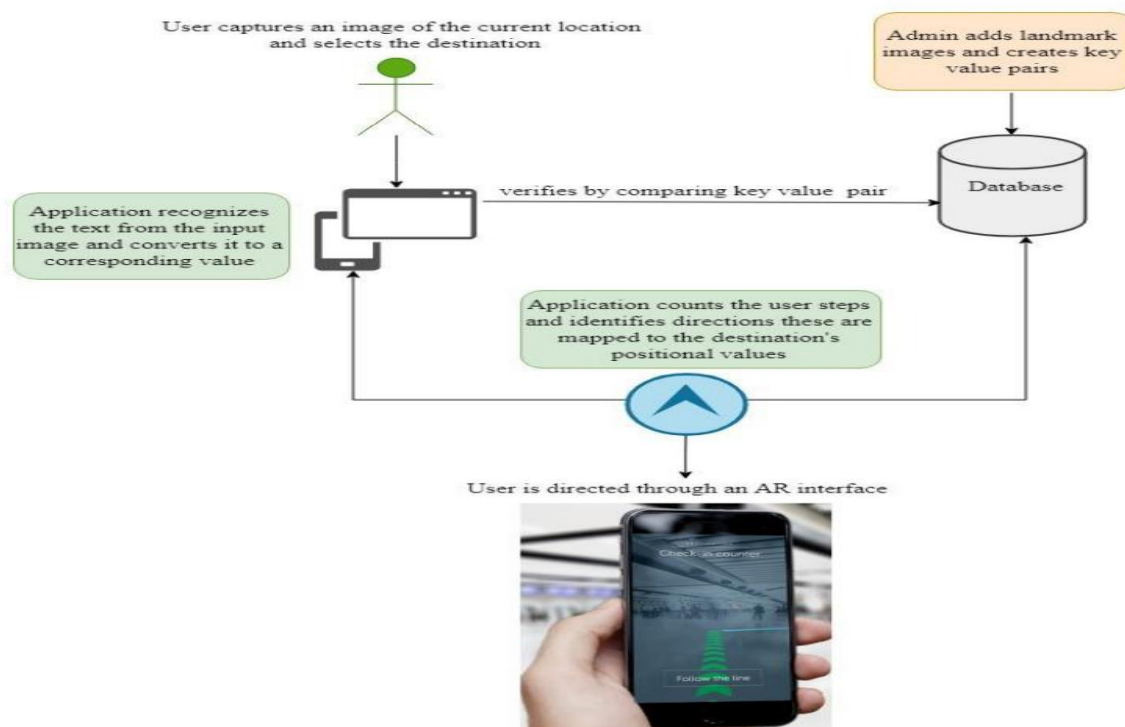 User captures an image of the current location
and selects the destination
Admin adds landmark
images and creates key
value pairs
Application recognizes
the text from the input
image and converts it to a
corresponding value
verifies by comparing key value pair
Database
Application counts the user steps
and identifies directions these are
mapped to the destination's
positional values
User is directed through an AR interface
Check-in counter
Follow the line